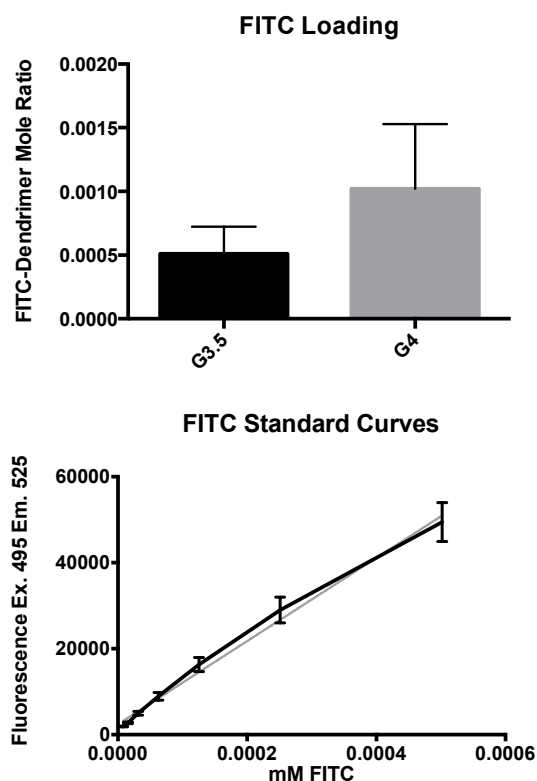 FITC Loading
FITC-Dendrimer Mole Ratio
0.0020
0.0015
0.0010
0.0005
0.0000
G3.5
G4
FITC Standard Curves
Fluorescence Ex. 495 Em. 525
60000
40000
20000
0
0.0000
0.0002
0.0004
0.0006
mM FITC